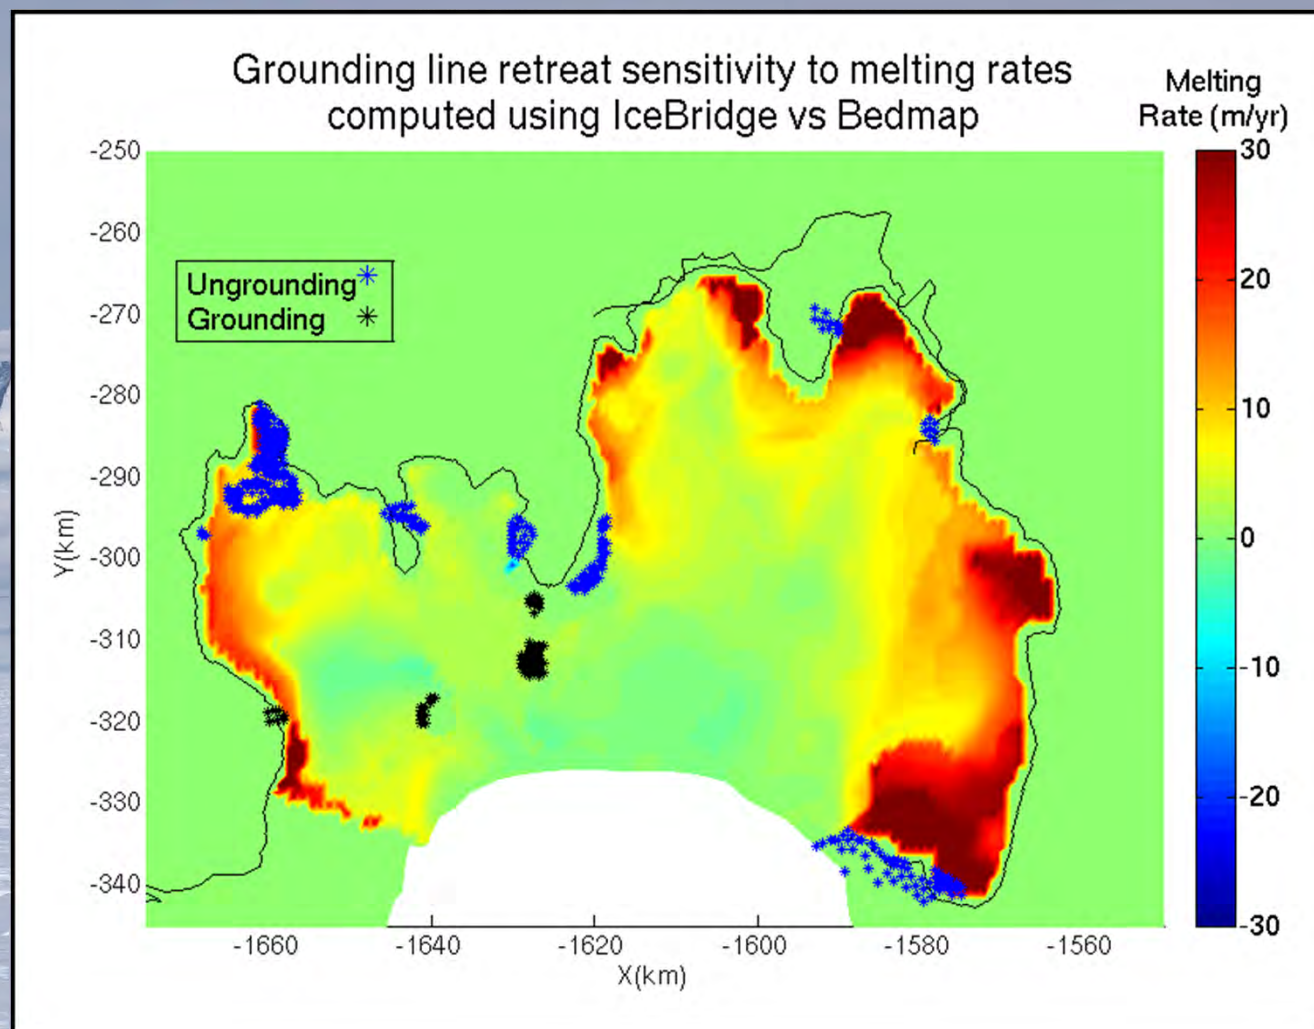 Grounding line retreat sensitivity to melting rates
computed using IceBridge vs Bedmap
Melting
Rate (m/yr)
-250
-260
-270
-280
-290
-300
-310
-320
-330
-340
Y(km)
Ungrounding *
Grounding *
30
20
10
0
-10
-20
-30
-1660
-1640
-1620
-1600
-1580
-1560
X(km)